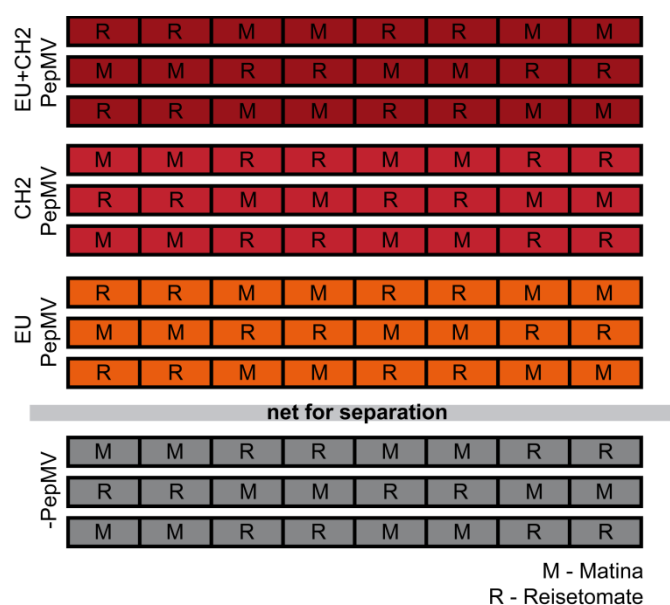 EU+CH2
PepMV
R R M M R R M M
M M R R M M R R
R R M M R R M M
CH2
PepMV
M M R R M M R R
R R M M R R M M
M M R R M M R R
EU
PepMV
R R M M R R M M
M M R R M M R R
R R M M R R M M
net for separation
-PepMV
M M R R M M R R
R R M M R R M M
M M R R M M R R
M - Matina
R - Reisetomate